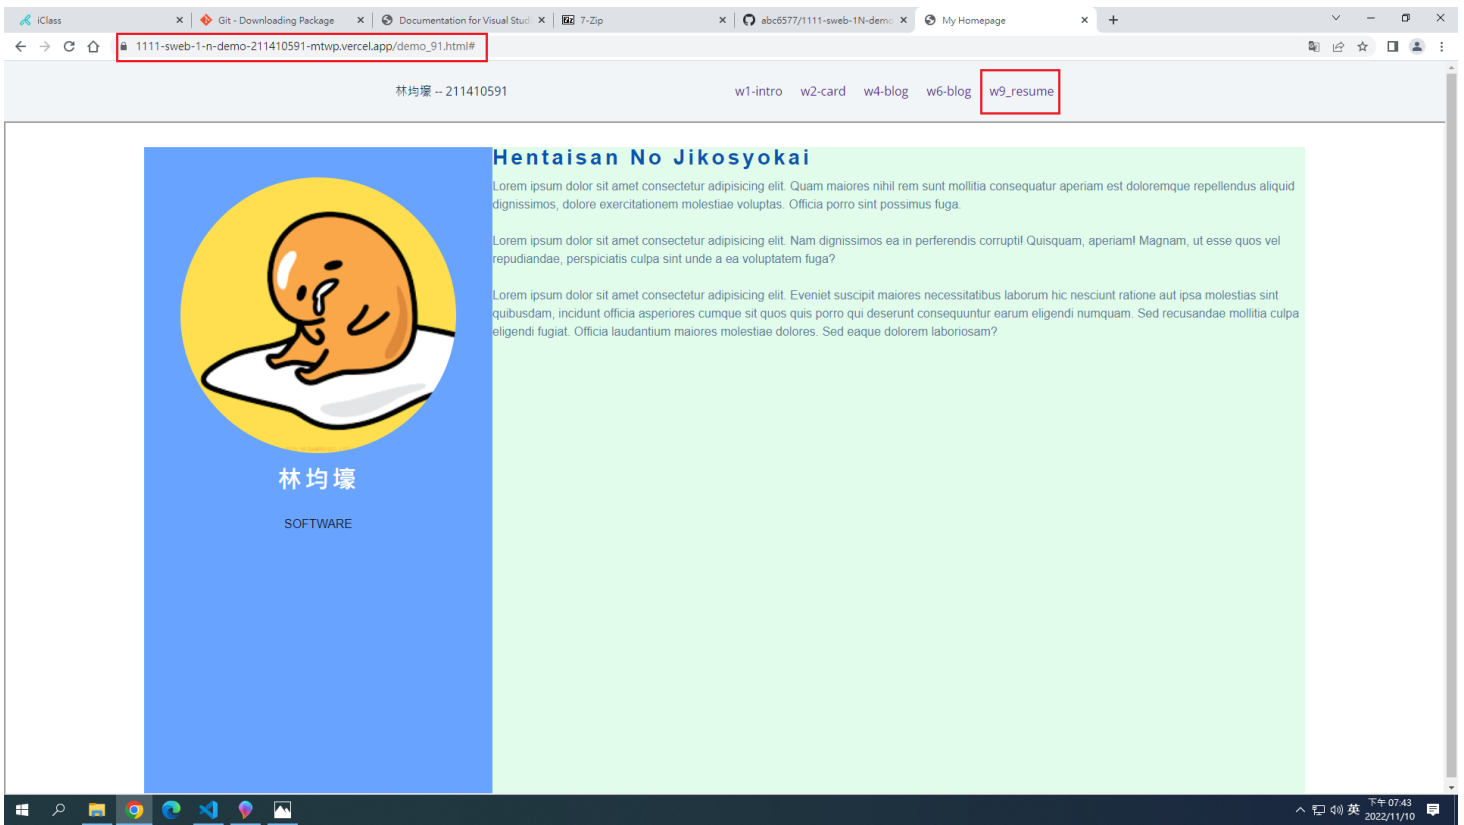 iClass
Git - Downloading Package
Documentation for Visual Stud
7-Zip
abc6577/1111-sweb-1N-demo
My Homepage
1111-sweb-1-n-demo-211410591-mtwp.vercel.app/demo_91.html#
林均壕 -- 211410591
w1-intro
w2-card
w4-blog
w6-blog
w9_resume
Hentaisan No Jikosyokai
Lorem ipsum dolor sit amet consectetur adipisicing elit. Quam maiores nihil rem sunt mollitia consequatur aperiam est doloremque repellendus aliquid
dignissimos, dolore exercitationem molestiae voluptas. Officia porro sint possimus fuga.
Lorem ipsum dolor sit amet consectetur adipisicing elit. Nam dignissimos ea in perferendis corrupti! Quisquam, aperiam! Magnam, ut esse quos vel
repudiandae, perspiciatis culpa sint unde a ea voluptatem fuga?
Lorem ipsum dolor sit amet consectetur adipisicing elit. Eveniet suscipit maiores necessitatibus laborum hic nesciunt ratione aut ipsa molestias sint
quibusdam, incidunt officia asperiores cumque sit quos quis porro qui deserunt consequuntur earum eligendi numquam. Sed recusandae mollitia culpa
eligendi fugiat. Officia laudantium maiores molestiae dolores. Sed eaque dolorem laboriosam?
林均壕
SOFTWARE
英
下午 07:43
2022/11/10